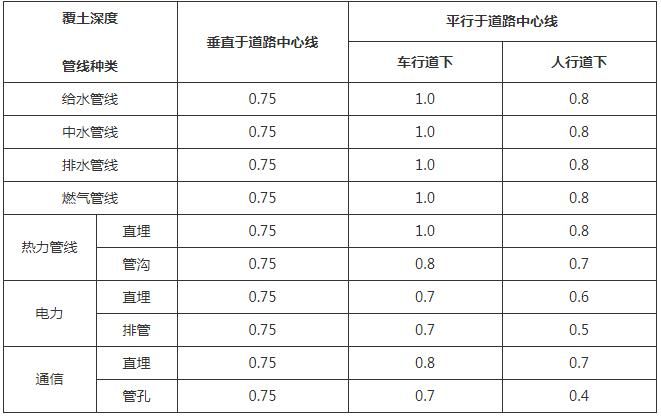 覆土深度
管线种类
垂直于道路中心线
平行于道路中心线
车行道下 人行道下
给水管线 0.75 1.0 0.8
中水管线 0.75 1.0 0.8
排水管线 0.75 1.0 0.8
燃气管线 0.75 1.0 0.8
热力管线 直埋 0.75 1.0 0.8
管沟 0.75 0.8 0.7
电力 直埋 0.75 0.7 0.6
排管 0.75 0.7 0.5
通信 直埋 0.75 0.8 0.7
管孔 0.75 0.7 0.4